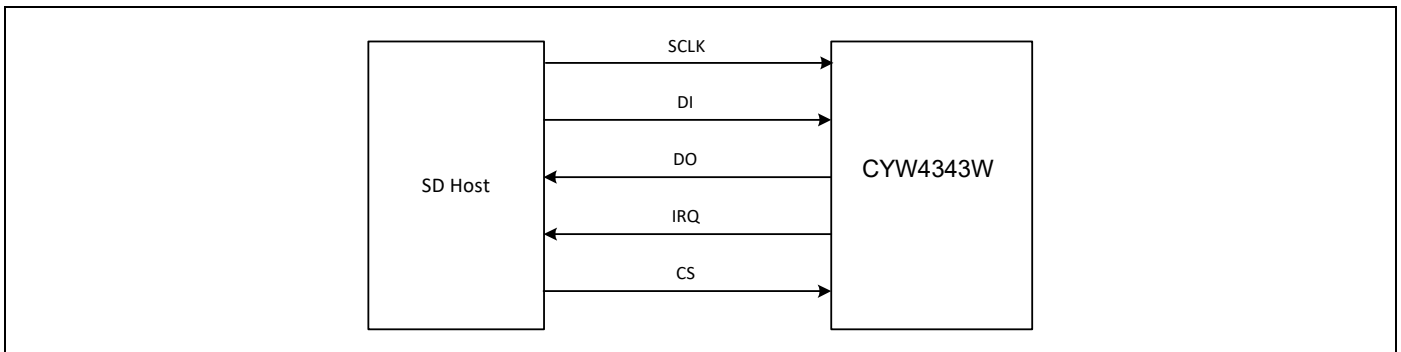 SCLK
DI
DO
SD Host
CYW4343W
IRQ
CS